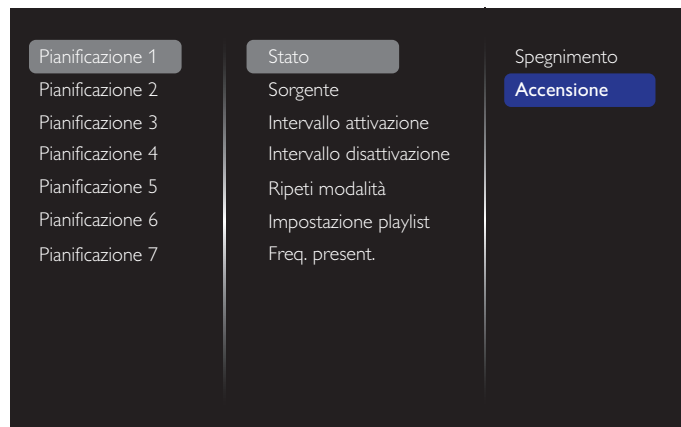 Pianificazione 1
Pianificazione 2
Pianificazione 3
Pianificazione 4
Pianificazione 5
Pianificazione 6
Pianificazione 7
Stato
Sorgente
Intervallo attivazione
Intervallo disattivazione
Ripeti modalità
Impostazione playlist
Freq. present.
Spegnimento
Accensione